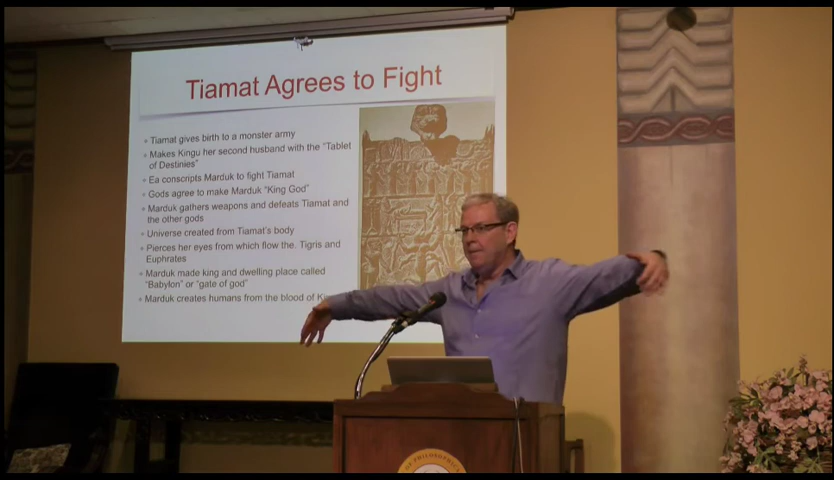 Tiamat Agrees to Fight
Tiamat gives birth to a monster army
Makes Kingu her second husband with the "Tablet
of Destinies"
Ea conscripts Marduk to fight Tiamat
Gods agree to make Marduk "King God"
Marduk gathers weapons and defeats Tiamat and
the other gods
Universe created from Tiamat's body
Pierces her eyes from which flow the. Tigris and
Euphrates
Marduk made king and dwelling place called
"Babylon" or "gate of god"
Marduk creates humans from the blood of
OF PHILOSOPHICAL